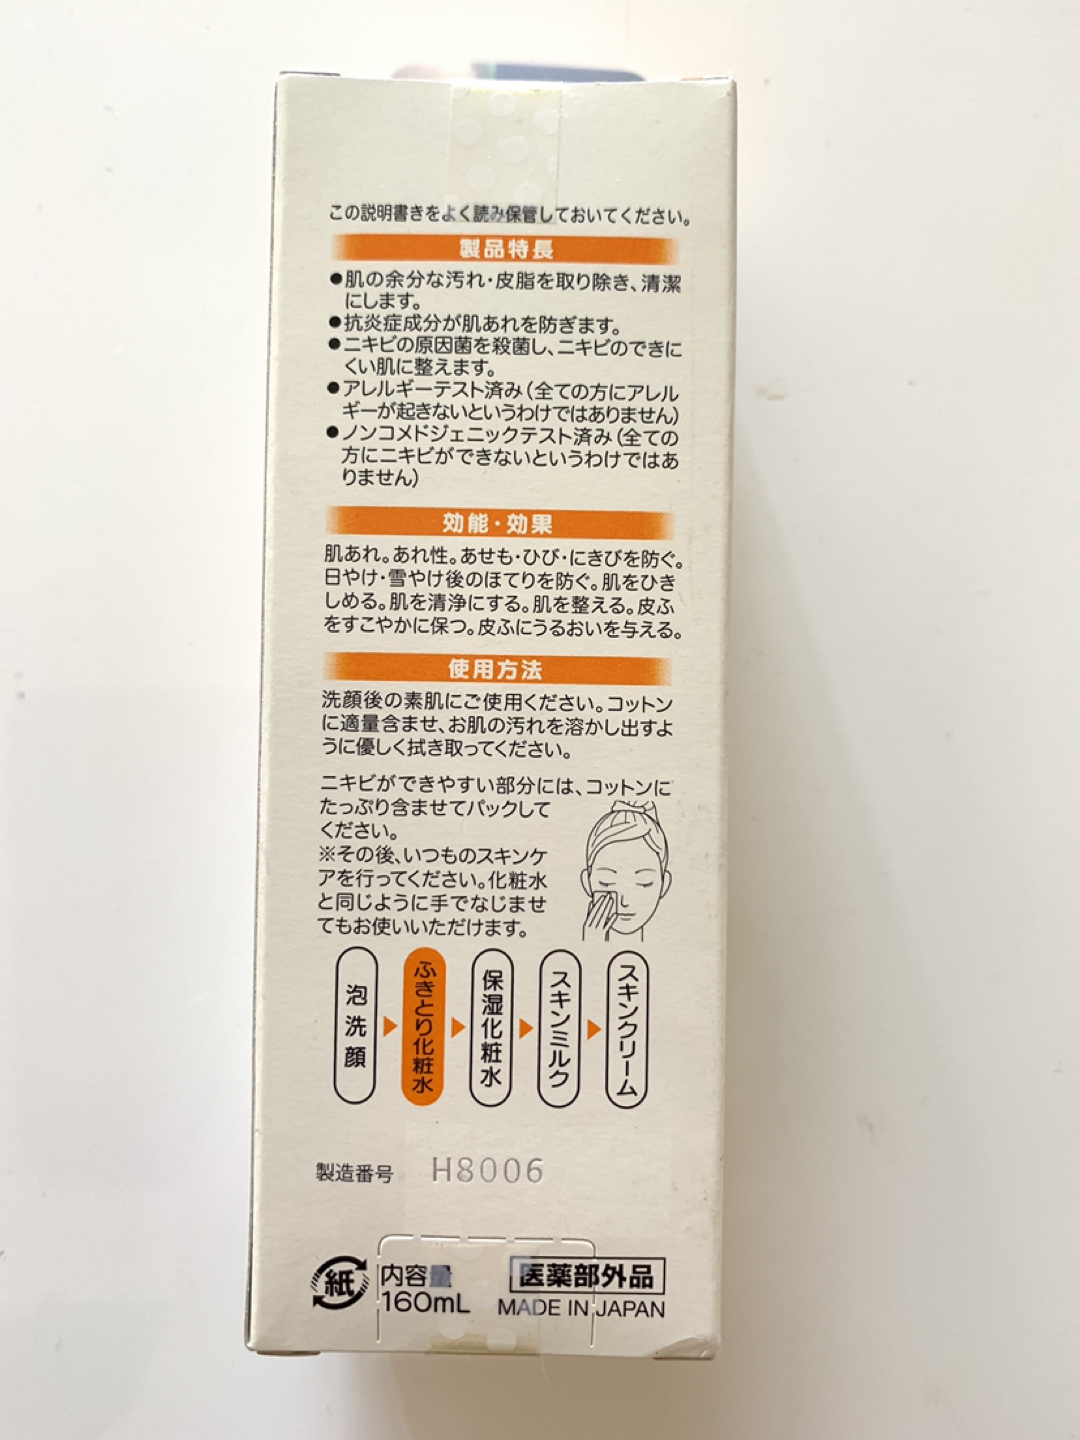 この説明書きをよく読み保管しておいてください。
製品特長
●肌の余分な汚れ・皮脂を取り除き、清潔
にします。
●抗炎症成分が肌あれを防ぎます。
●ニキビの原因菌を殺菌し、ニキビのできに
くい肌に整えます。
●アレルギーテスト済み（全ての方にアレル
ギーが起きないというわけではありません）
●ノンコメドジェニックテスト済み（全ての
方にニキビができないというわけではあ
りません）
効能・効果
肌あれ。あれ性。あせも・ひび・にきびを防ぐ。
日やけ・雪やけ後のほてりを防ぐ。肌をひき
しめる。肌を清浄にする。肌を整える。皮ふ
をすこやかに保つ。皮ふにうるおいを与える。
使用方法
洗顔後の素肌にご使用ください。コットン
に適量含ませ、お肌の汚れを溶かし出すよ
うに優しく拭き取ってください。
ニキビができやすい部分には、コットンに
たっぷり含ませてパックして
ください。
※その後、いつものスキンケ
アを行ってください。化粧水
と同じように手でなじませ
てもお使いいただけます。
泡洗顔
ふきとり化粧水
保湿化粧水
スキンミルク
スキンクリーム
製造番号 H8006
紙
内容量
160mL
医薬部外品
MADE IN JAPAN